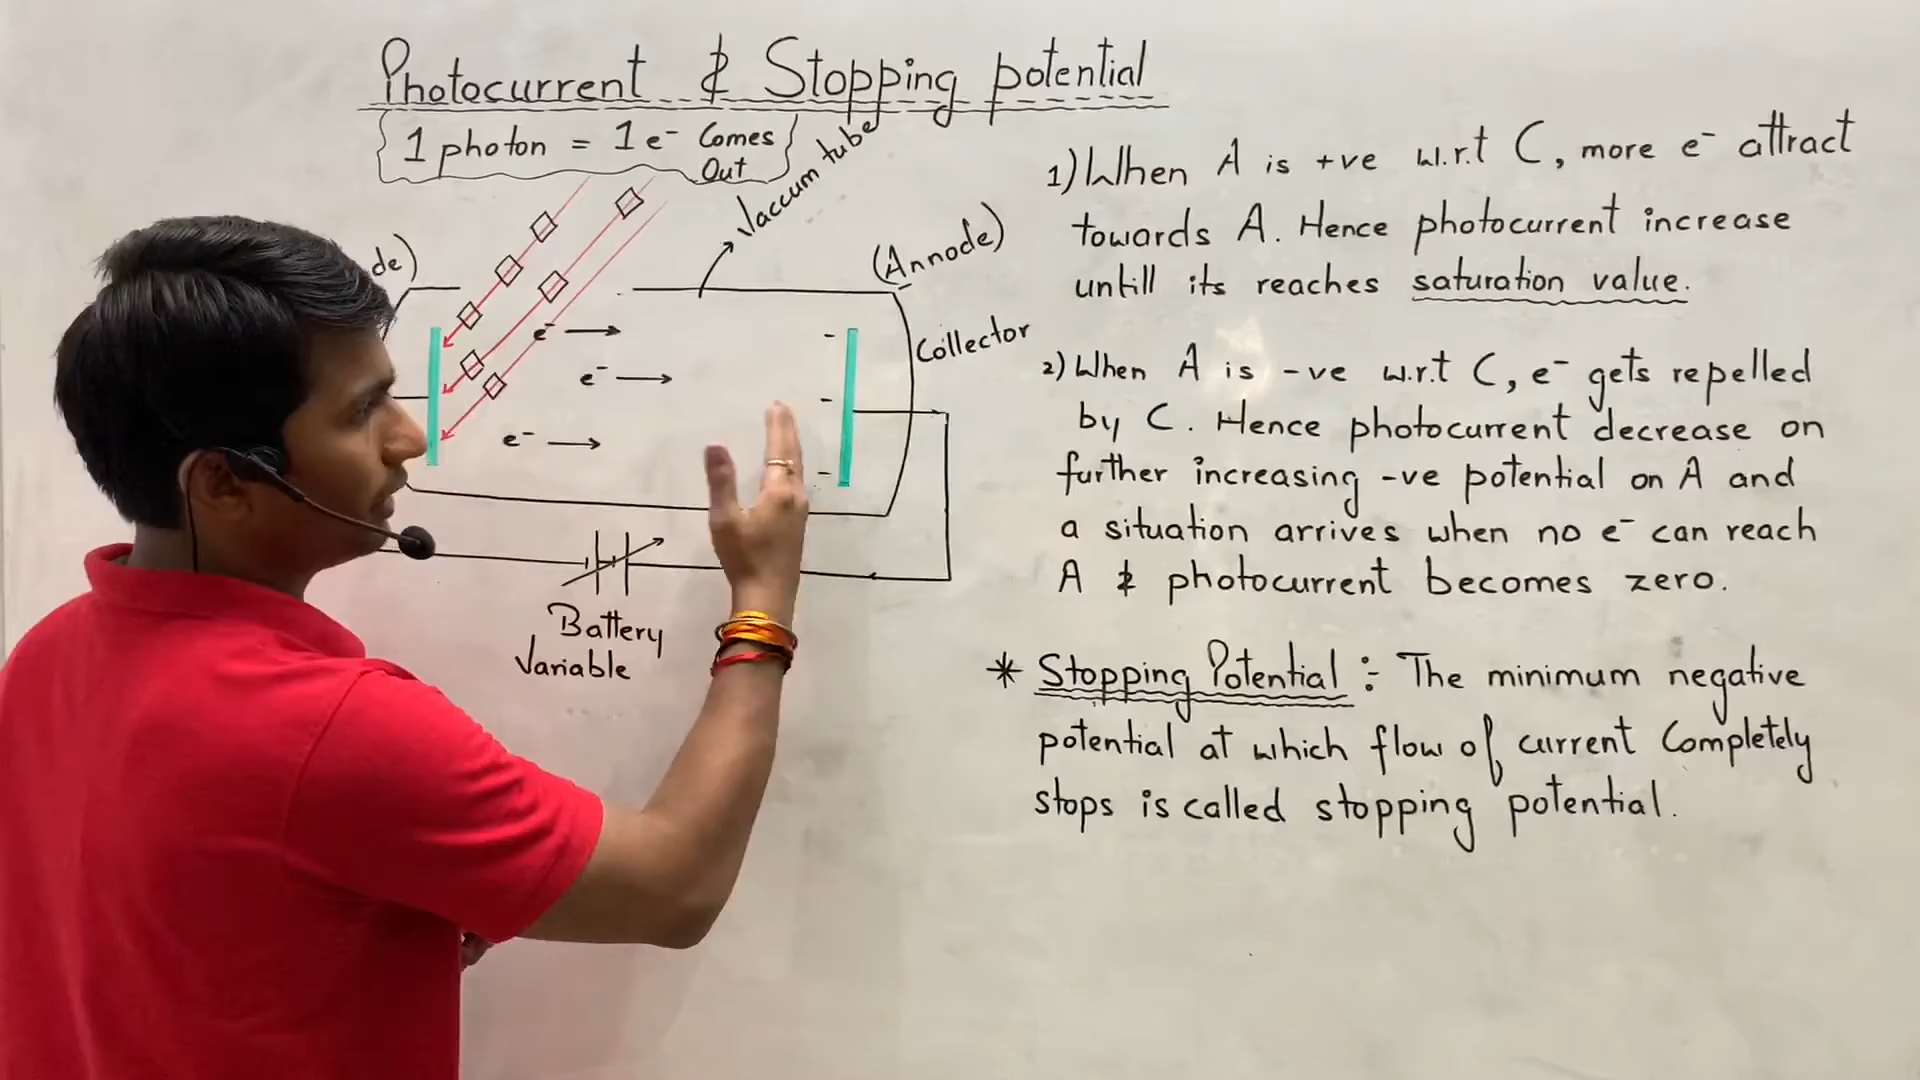 Photocurrent & Stopping potential
1 photon = 1 e⁻ Comes
Out
Vaccum tube
de)
(Annode)
Collector
e⁻
e⁻
e⁻
-
-
-
Battery
Variable
1) When A is +ve w.r.t C, more e⁻ attract
towards A. Hence photocurrent increase
untill its reaches saturation value.
2) When A is -ve w.r.t C, e⁻ gets repelled
by C. Hence photocurrent decrease on
further increasing -ve potential on A and
a situation arrives when no e⁻ can reach
A & photocurrent becomes zero.
* Stopping Potential :- The minimum negative
potential at which flow of current Completely
stops is called stopping potential.